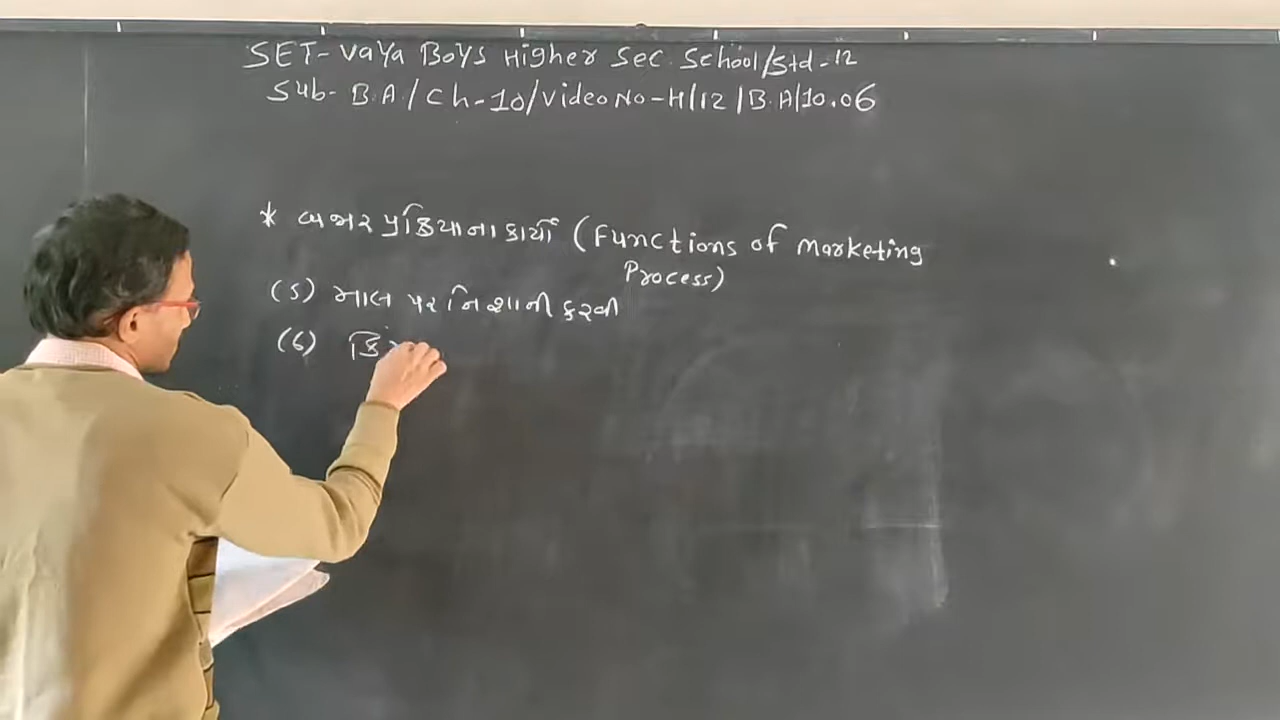 SET-Vaya Boys Higher Sec. School/Std-12
Sub- B.A/Ch-10/Video No-H/12/B.A/10.06
* બજાર પ્રક્રિયાના કાર્યો (Functions of Marketing
Process)
(5) માલ પર નિશાની કરવી
(6) કિં